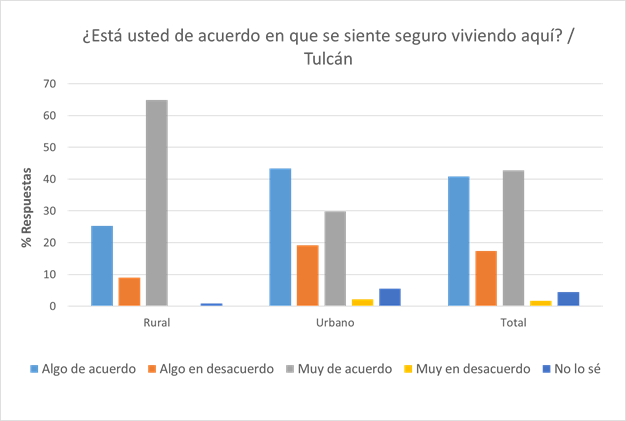 ¿Está usted de acuerdo en que se siente seguro viviendo aquí? /
Tulcán
% Respuestas
70
60
50
40
30
20
10
0
Rural
Urbano
Total
Algo de acuerdo
Algo en desacuerdo
Muy de acuerdo
Muy en desacuerdo
No lo sé